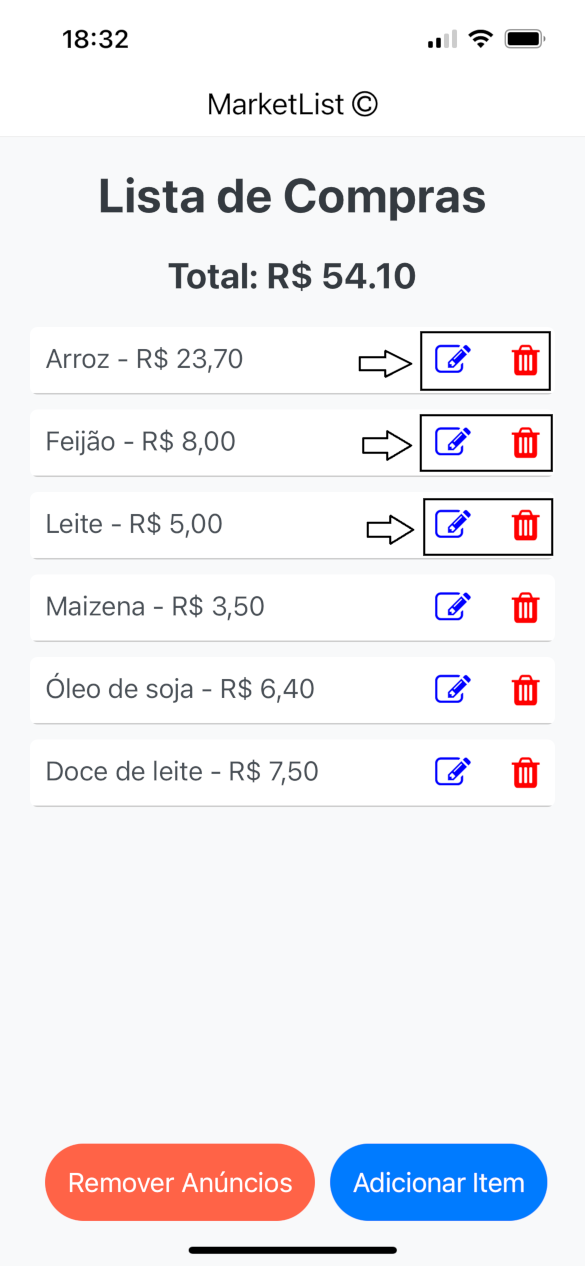 18:32
MarketList ©
Lista de Compras
Total: R$ 54.10
Arroz - R$ 23,70
Feijão - R$ 8,00
Leite - R$ 5,00
Maizena - R$ 3,50
Óleo de soja - R$ 6,40
Doce de leite - R$ 7,50
Remover Anúncios
Adicionar Item